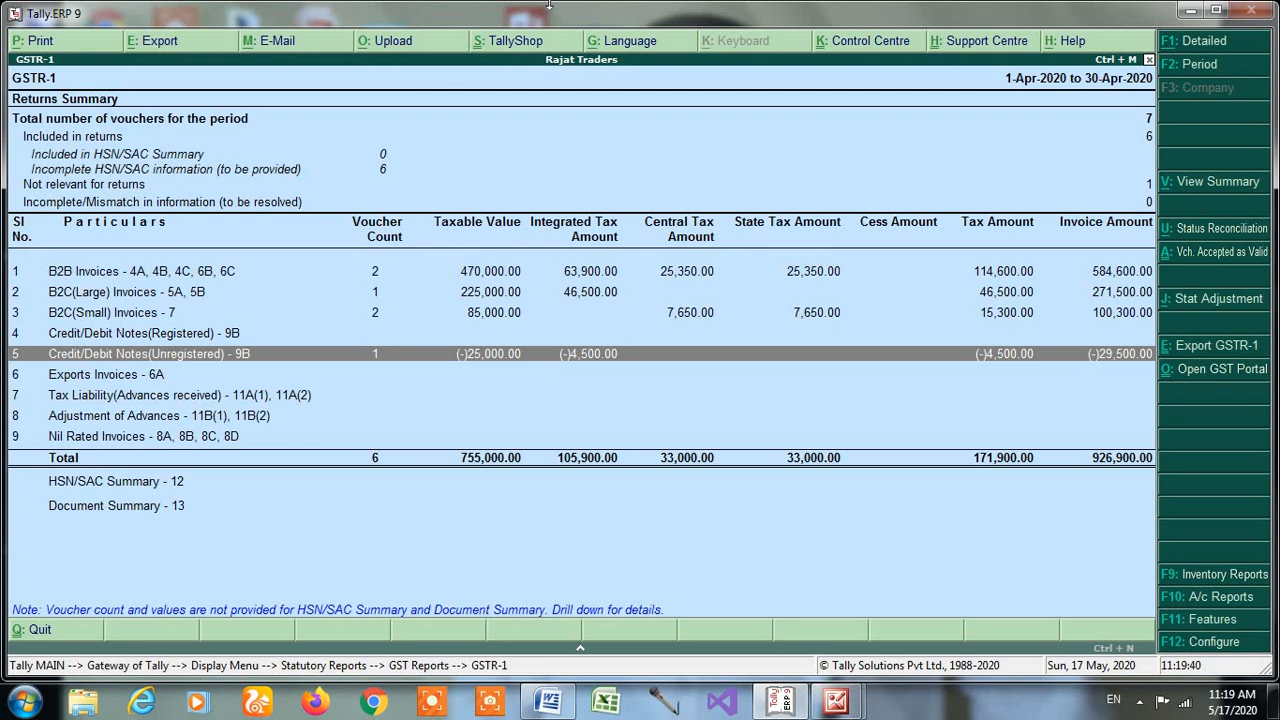 Tally.ERP 9
P: Print E: Export M: E-Mail O: Upload S: TallyShop G: Language K: Keyboard K: Control Centre H: Support Centre H: Help F1: Detailed
GSTR-1 Rajat Traders Ctrl + M
F2: Period
GSTR-1 1-Apr-2020 to 30-Apr-2020
F3: Company
Returns Summary
Total number of vouchers for the period 7
Included in returns 6
Included in HSN/SAC Summary 0
Incomplete HSN/SAC information (to be provided) 6
Not relevant for returns 1
V: View Summary
Incomplete/Mismatch in information (to be resolved) 0
Sl Particulars Voucher Taxable Value Integrated Tax Central Tax State Tax Amount Cess Amount Tax Amount Invoice Amount
No. Count Amount Amount
U: Status Reconciliation
A: Vch. Accepted as Valid
1 B2B Invoices - 4A, 4B, 4C, 6B, 6C 2 470,000.00 63,900.00 25,350.00 25,350.00 114,600.00 584,600.00
2 B2C(Large) Invoices - 5A, 5B 1 225,000.00 46,500.00 46,500.00 271,500.00
J: Stat Adjustment
3 B2C(Small) Invoices - 7 2 85,000.00 7,650.00 7,650.00 15,300.00 100,300.00
4 Credit/Debit Notes(Registered) - 9B
E: Export GSTR-1
5 Credit/Debit Notes(Unregistered) - 9B 1 (-)25,000.00 (-)4,500.00 (-)4,500.00 (-)29,500.00
O: Open GST Portal
6 Exports Invoices - 6A
7 Tax Liability(Advances received) - 11A(1), 11A(2)
8 Adjustment of Advances - 11B(1), 11B(2)
9 Nil Rated Invoices - 8A, 8B, 8C, 8D
Total 6 755,000.00 105,900.00 33,000.00 33,000.00 171,900.00 926,900.00
HSN/SAC Summary - 12
Document Summary - 13
F9: Inventory Reports
F10: A/c Reports
Note: Voucher count and values are not provided for HSN/SAC Summary and Document Summary. Drill down for details.
F11: Features
Q: Quit
F12: Configure
Ctrl + N
Tally MAIN --> Gateway of Tally --> Display Menu --> Statutory Reports --> GST Reports --> GSTR-1 © Tally Solutions Pvt Ltd., 1988-2020 Sun, 17 May, 2020 11:19:40
EN 11:19 AM
5/17/2020